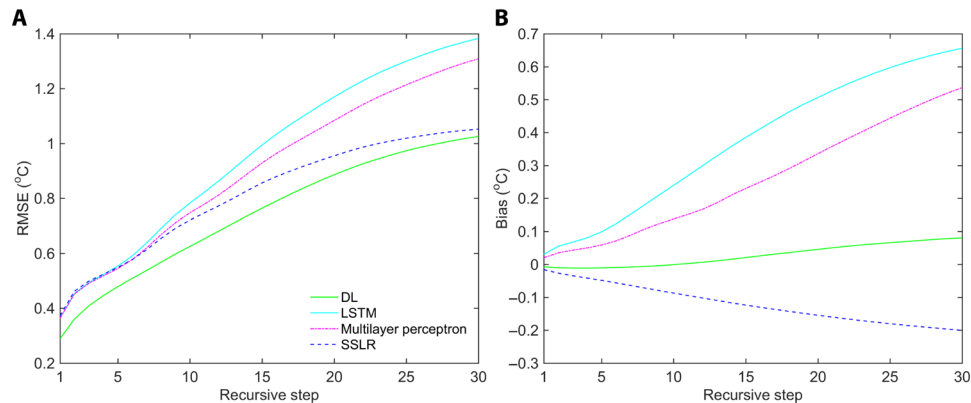 A
RMSE (°C)
1.4
1.2
1
0.8
0.6
0.4
0.2
1 5 10 15 20 25 30
Recursive step
DL
LSTM
Multilayer perceptron
SSLR
B
Bias (°C)
0.7
0.6
0.5
0.4
0.3
0.2
0.1
0
−0.1
−0.2
−0.3
1 5 10 15 20 25 30
Recursive step